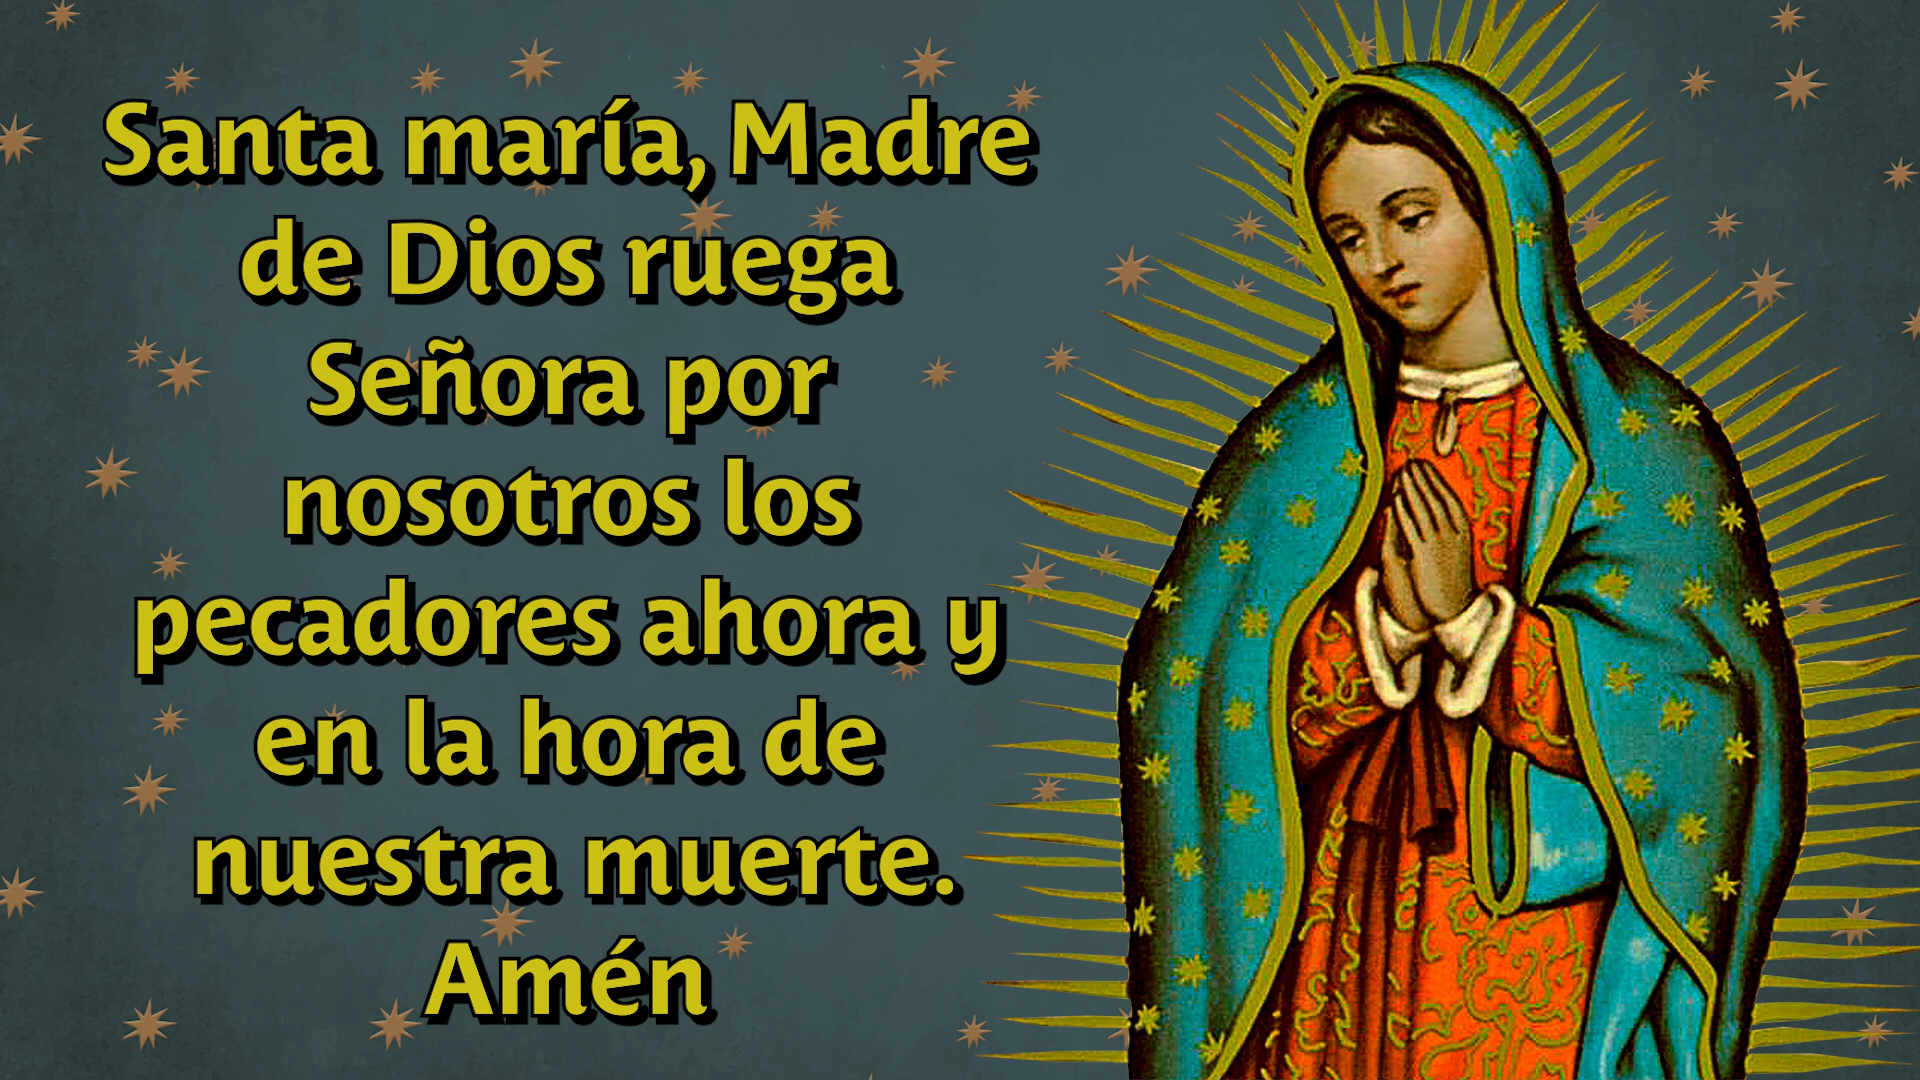 Santa maría, Madre
de Dios ruega
Señora por
nosotros los
pecadores ahora y
en la hora de
nuestra muerte.
Amén